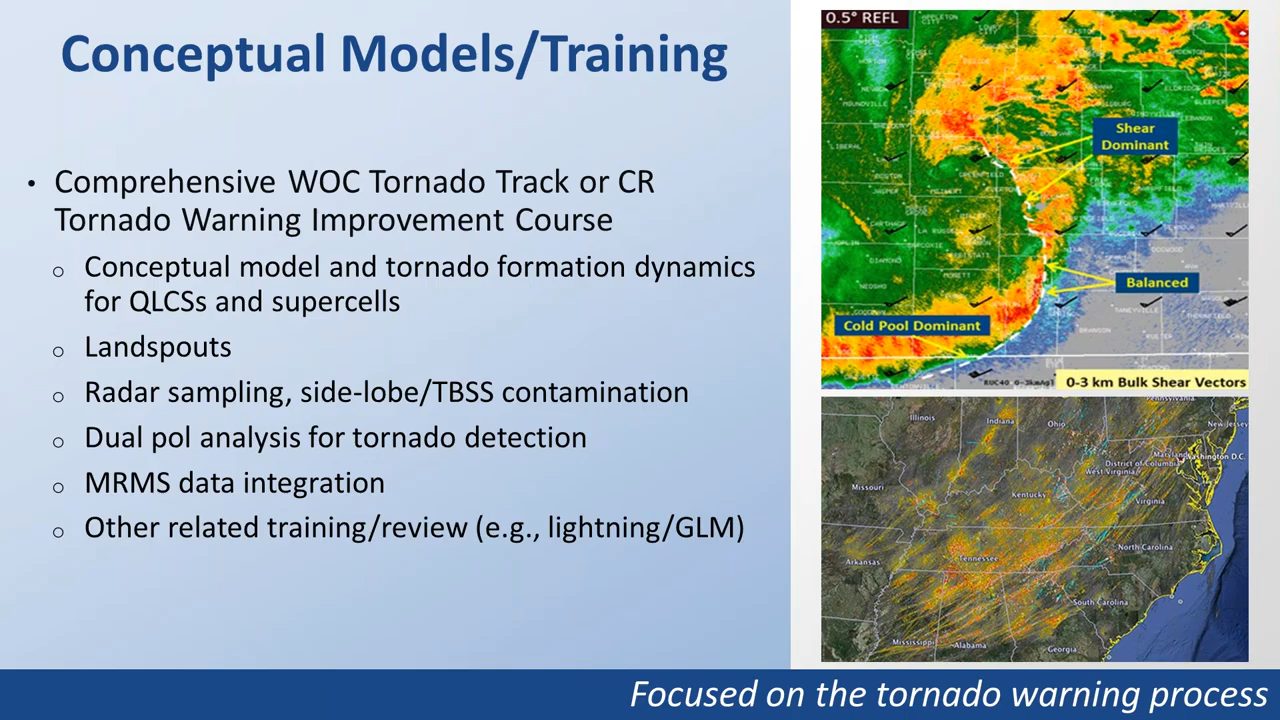 Conceptual Models/Training
• Comprehensive WOC Tornado Track or CR
Tornado Warning Improvement Course
o Conceptual model and tornado formation dynamics
for QLCSs and supercells
o Landspouts
o Radar sampling, side-lobe/TBSS contamination
o Dual pol analysis for tornado detection
o MRMS data integration
o Other related training/review (e.g., lightning/GLM)
0.5° REFL
Shear
Dominant
Balanced
Cold Pool Dominant
0-3 km Bulk Shear Vectors
Pennsylvania
Illinois
Indiana
Ohio
New Jersey
Maryland
Washington D.C.
District of Columbia
West Virginia
Missouri
Kentucky
Virginia
North Carolina
Arkansas
Tennessee
South Carolina
Mississippi
Alabama
Georgia
Focused on the tornado warning process